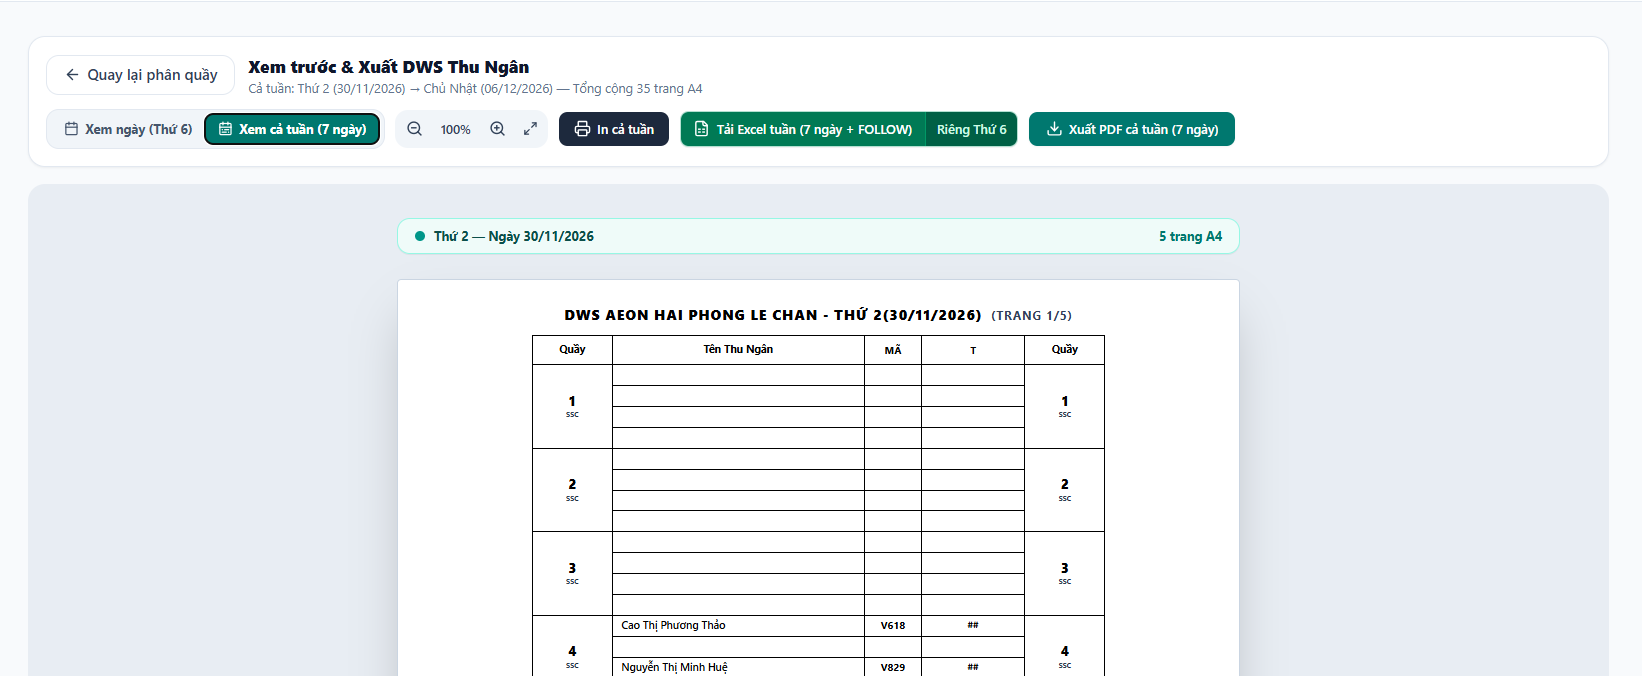 Quay lại phân quầy
Xem trước & Xuất DWS Thu Ngân
Cả tuần: Thứ 2 (30/11/2026) → Chủ Nhật (06/12/2026) — Tổng cộng 35 trang A4
Xem ngày (Thứ 6) Xem cả tuần (7 ngày) 100% In cả tuần Tải Excel tuần (7 ngày + FOLLOW) Riêng Thứ 6 Xuất PDF cả tuần (7 ngày)
Thứ 2 — Ngày 30/11/2026 5 trang A4
DWS AEON HAI PHONG LE CHAN - THỨ 2(30/11/2026) (TRANG 1/5)
Quầy Tên Thu Ngân MÃ T Quầy
1 1
SSC SSC
2 2
SSC SSC
3 3
SSC SSC
Cao Thị Phương Thảo V618 ##
4 4
SSC SSC
Nguyễn Thị Minh Huệ V829 ##